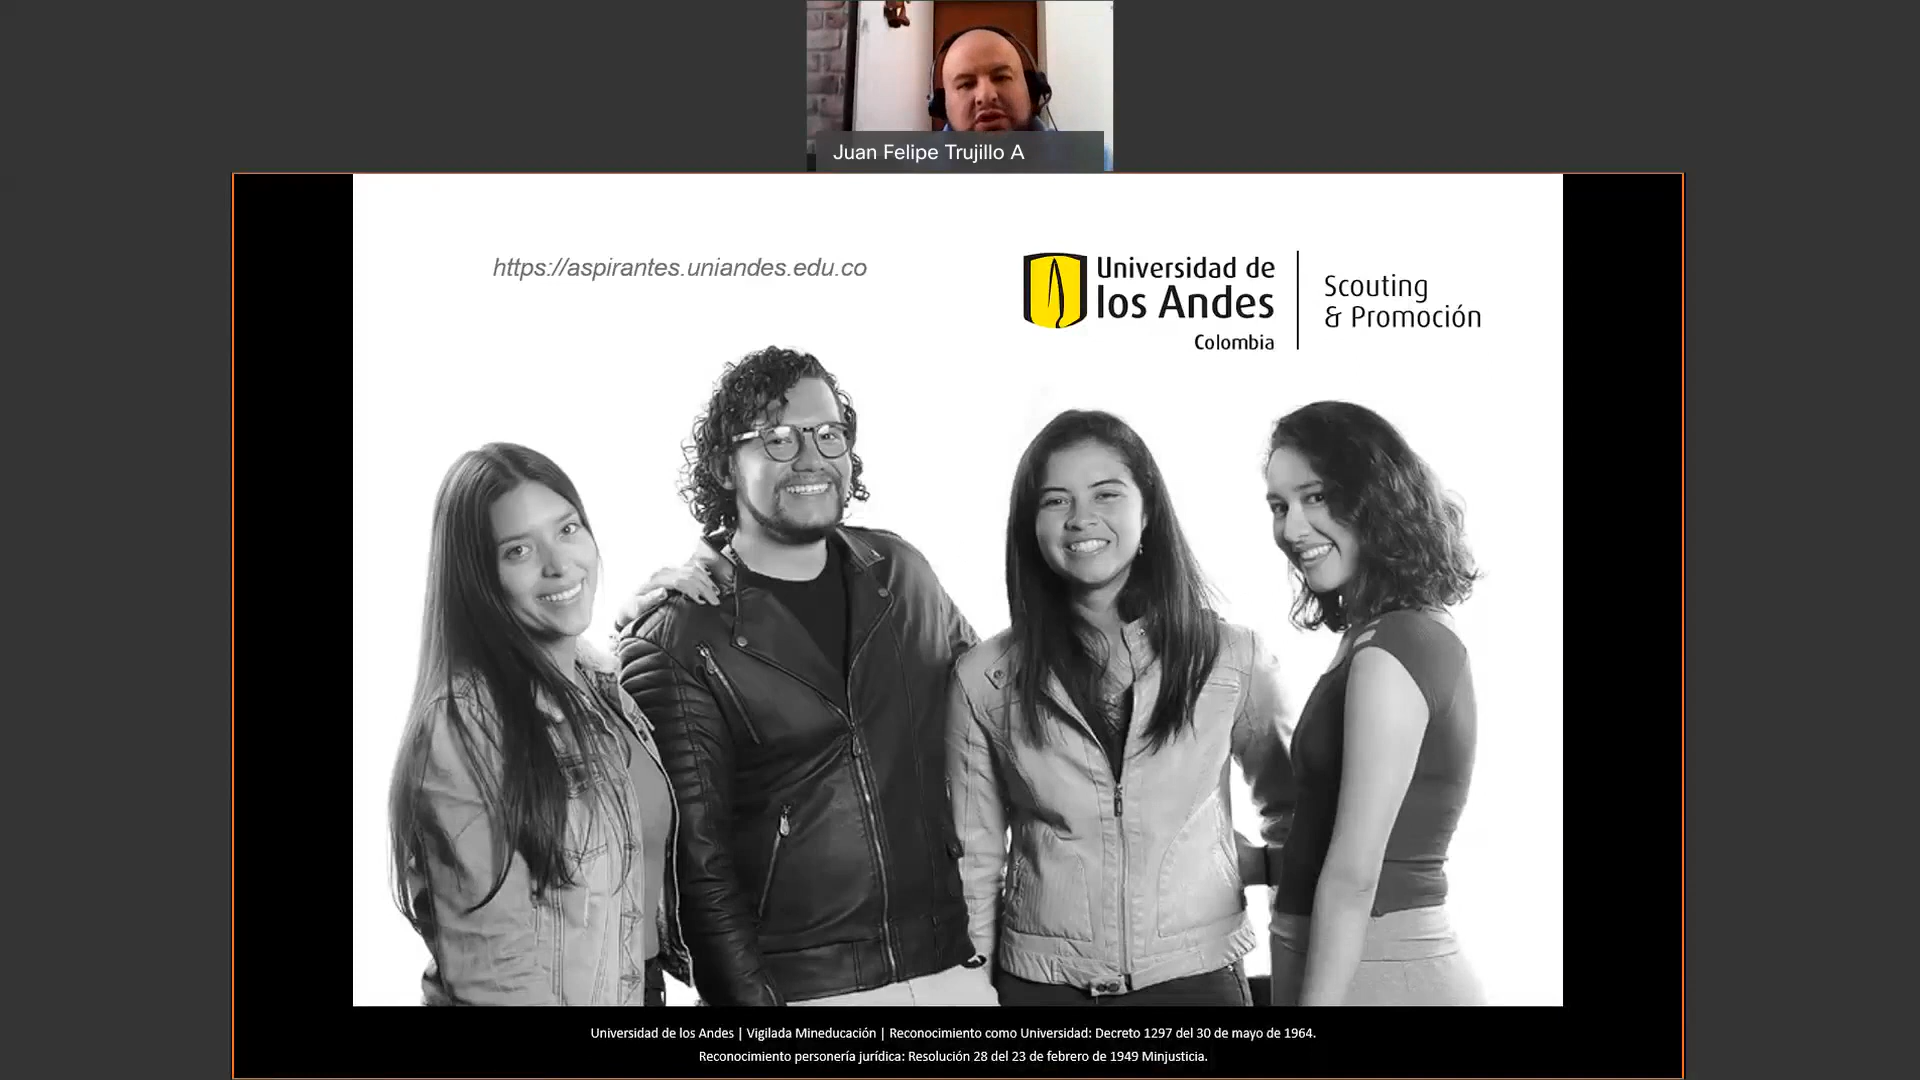 Juan Felipe Trujillo A
https://aspirantes.uniandes.edu.co
Universidad de
los Andes
Colombia
Scouting
& Promoción
Universidad de los Andes | Vigilada Mineducación | Reconocimiento como Universidad: Decreto 1297 del 30 de mayo de 1964.
Reconocimiento personería jurídica: Resolución 28 del 23 de febrero de 1949 Minjusticia.